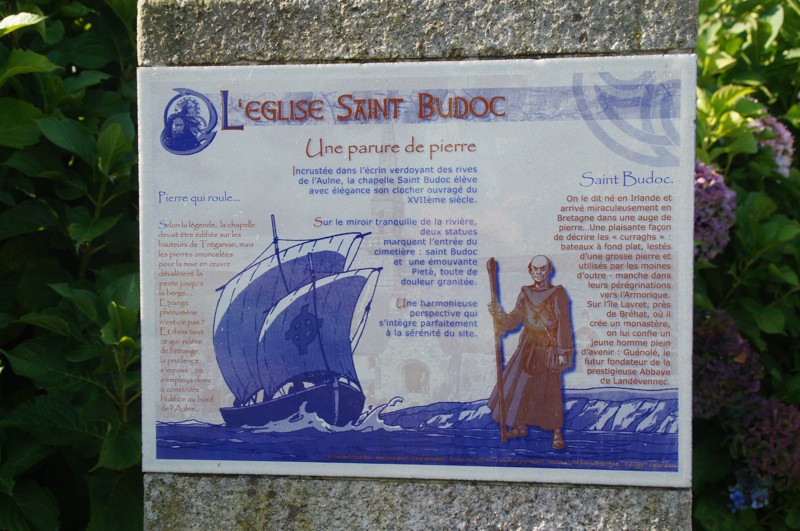 L'EGLISE SAINT BUDOC
Une parure de pierre
Incrustée dans l'écrin verdoyant des rives
de l'Aulne, la chapelle Saint Budoc élève
avec élégance son clocher ouvragé du
XVIIème siècle.
Sur le miroir tranquille de la rivière,
deux statues
marquent l'entrée du
cimetière : saint Budoc
et une émouvante
Pietà, toute de
douleur granitée.
Une harmonieuse
perspective qui
s'intègre parfaitement
à la sérénité du site.
Pierre qui roule...
Selon la légende, la chapelle
devait être édifiée sur les
hauteurs de Trégarvan, mais
les pierres amoncelées
pour la mise en œuvre
dévalèrent la
pente jusqu'à
la berge...
Etrange
phénomène
n'est-ce pas ?
Et dans tout
ce qui relève
de l'étrange
la prudence
s'impose : on
s'employa donc
à construire
l'édifice au bord
de l'Aulne...
Saint Budoc.
On le dit né en Irlande et
arrivé miraculeusement en
Bretagne dans une auge de
pierre...Une plaisante façon
de décrire les « curraghs » :
bateaux à fond plat, lestés
d'une grosse pierre et
utilisés par les moines
d'outre - manche dans
leurs pérégrinations
vers l'Armorique.
Sur l'île Lavret, près
de Bréhat, où il
crée un monastère,
on lui confie un
jeune homme plein
d'avenir : Guénolé, le
futur fondateur de la
prestigieuse Abbaye
de Landévennec.